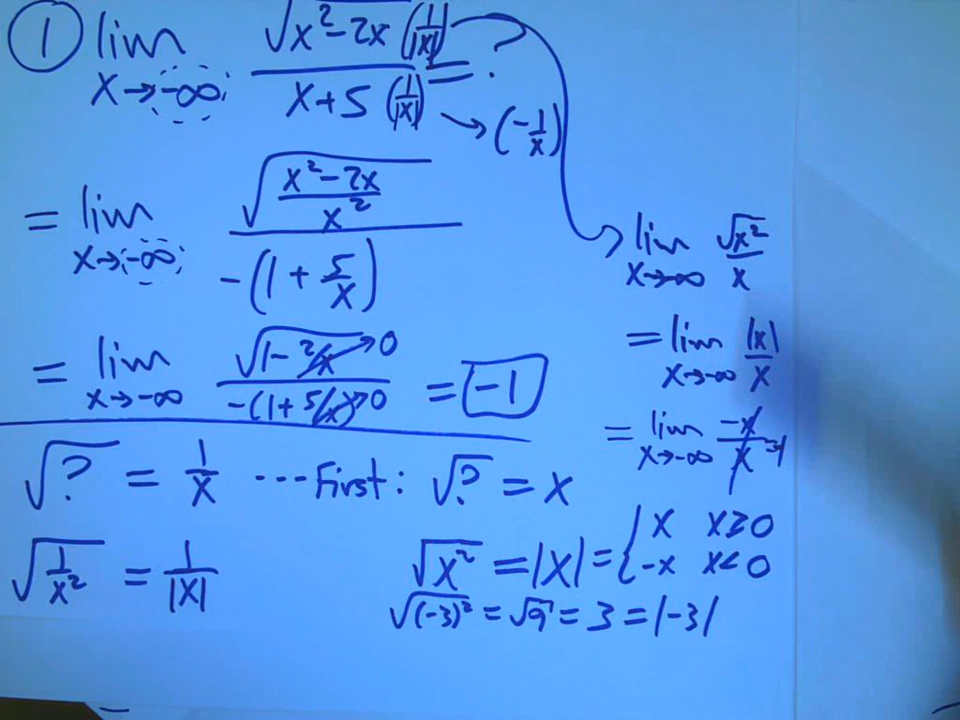 ① lim x→-∞ √(x²-2x) (1/|x|) / x+5 (1/|x|) = ?
→ (-1/x)
= lim x→-∞ √((x²-2x)/x²) / -(1+5/x)
lim x→-∞ √x²/x
= lim x→-∞ |x|/x
= lim x→-∞ √(1-2/x) →0 / -(1+5/x) →0 = -1
= lim x→-∞ -x/x = -1
√? = 1/x ...First: √? = x
√(1/x²) = 1/|x|
√x² = |x| = { x x≥0
-x x<0
√(-3)² = √9 = 3 = |-3|